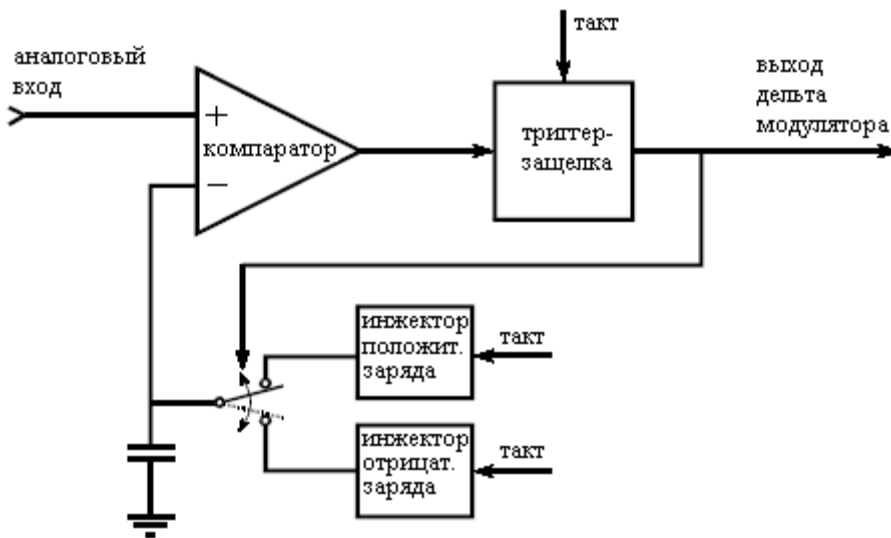 аналоговый
вход
+
компаратор
−
такт
триггер-
защелка
выход
дельта
модулятора
инжектор
положит.
заряда
такт
инжектор
отрицат.
заряда
такт